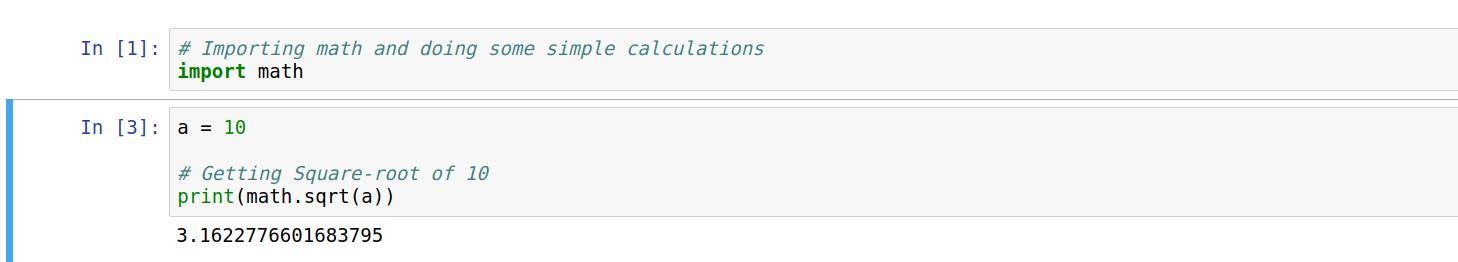 In [1]: # Importing math and doing some simple calculations
import math
In [3]: a = 10
# Getting Square-root of 10
print(math.sqrt(a))
3.1622776601683795